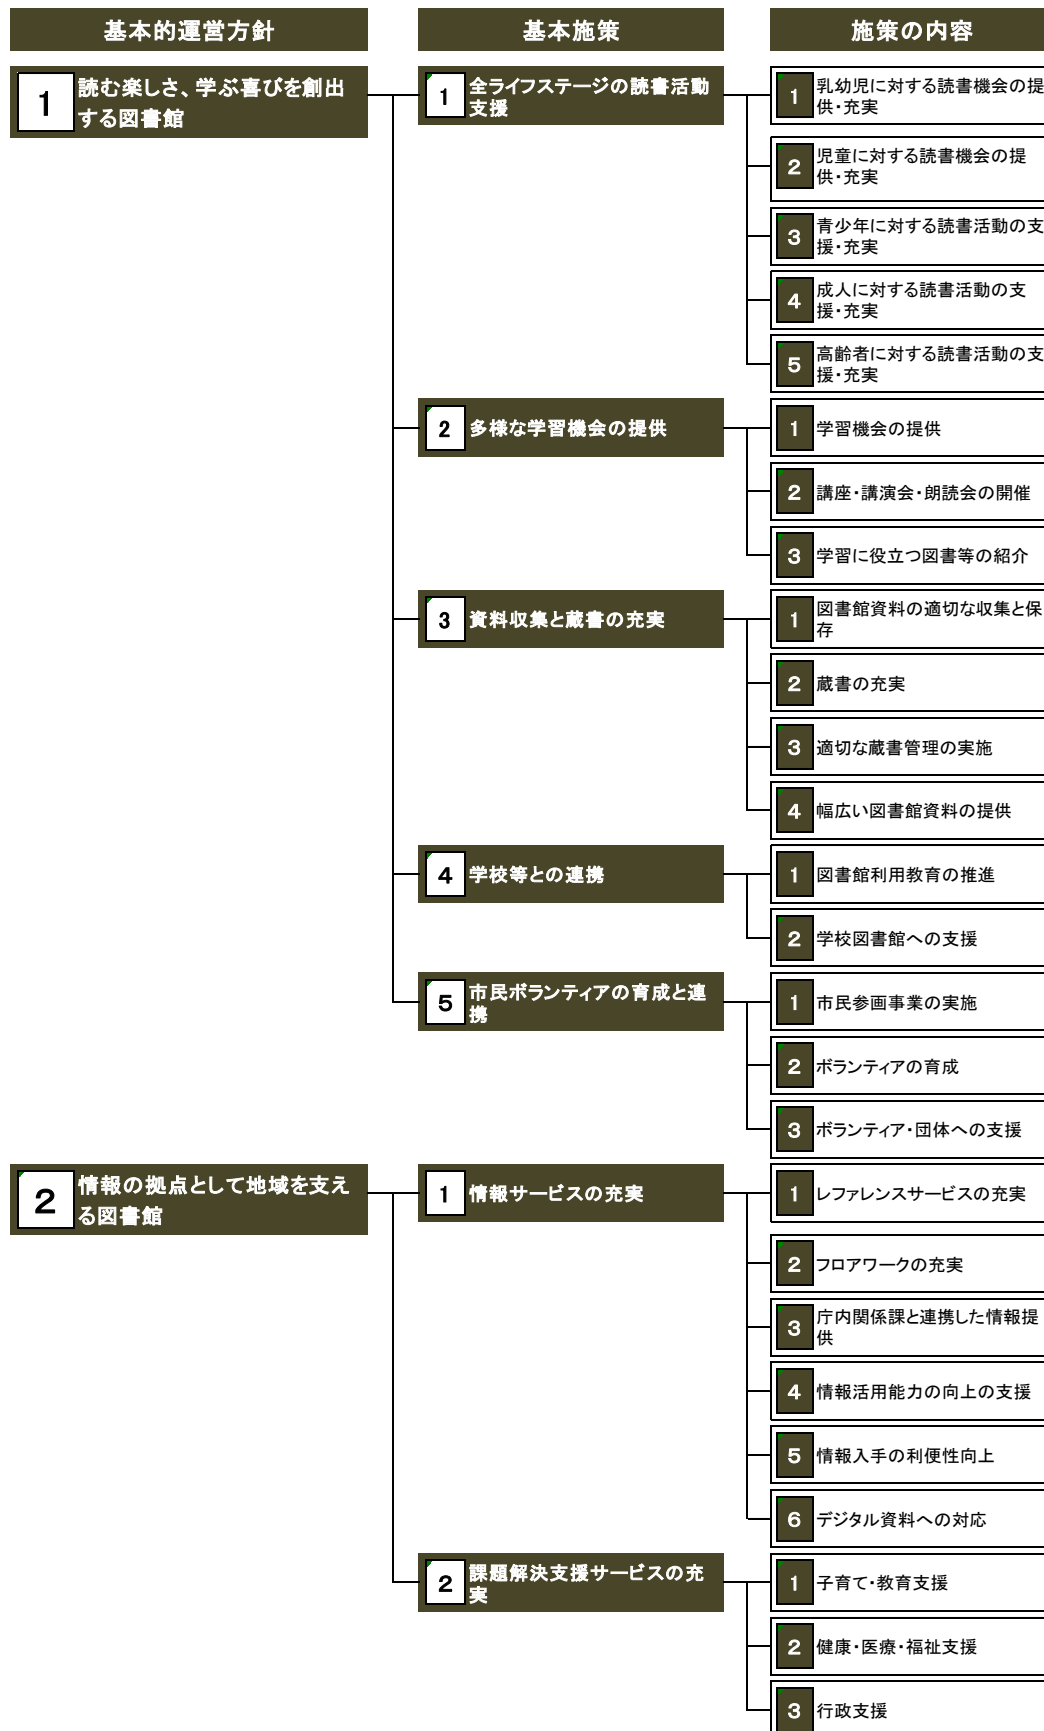 基本的運営方針
基本施策
施策の内容
1
読む楽しさ、学ぶ喜びを創出
する図書館
1
全ライフステージの読書活動
支援
1
乳幼児に対する読書機会の提
供・充実
2
児童に対する読書機会の提
供・充実
3
青少年に対する読書活動の支
援・充実
4
成人に対する読書活動の支
援・充実
5
高齢者に対する読書活動の支
援・充実
2
多様な学習機会の提供
1
学習機会の提供
2
講座・講演会・朗読会の開催
3
学習に役立つ図書等の紹介
3
資料収集と蔵書の充実
1
図書館資料の適切な収集と保
存
2
蔵書の充実
3
適切な蔵書管理の実施
4
幅広い図書館資料の提供
4
学校等との連携
1
図書館利用教育の推進
2
学校図書館への支援
5
市民ボランティアの育成と連
携
1
市民参画事業の実施
2
ボランティアの育成
3
ボランティア・団体への支援
2
情報の拠点として地域を支え
る図書館
1
情報サービスの充実
1
レファレンスサービスの充実
2
フロアワークの充実
3
庁内関係課と連携した情報提
供
4
情報活用能力の向上の支援
5
情報入手の利便性向上
6
デジタル資料への対応
2
課題解決支援サービスの充
実
1
子育て・教育支援
2
健康・医療・福祉支援
3
行政支援